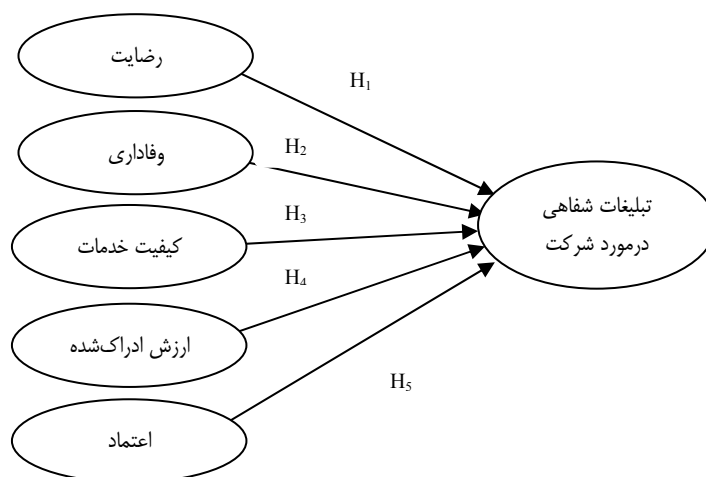 رضایت
H1
وفاداری
H2
تبلیغات شفاهی
درمورد شرکت
H3
کیفیت خدمات
H4
ارزش ادراک‌شده
H5
اعتماد